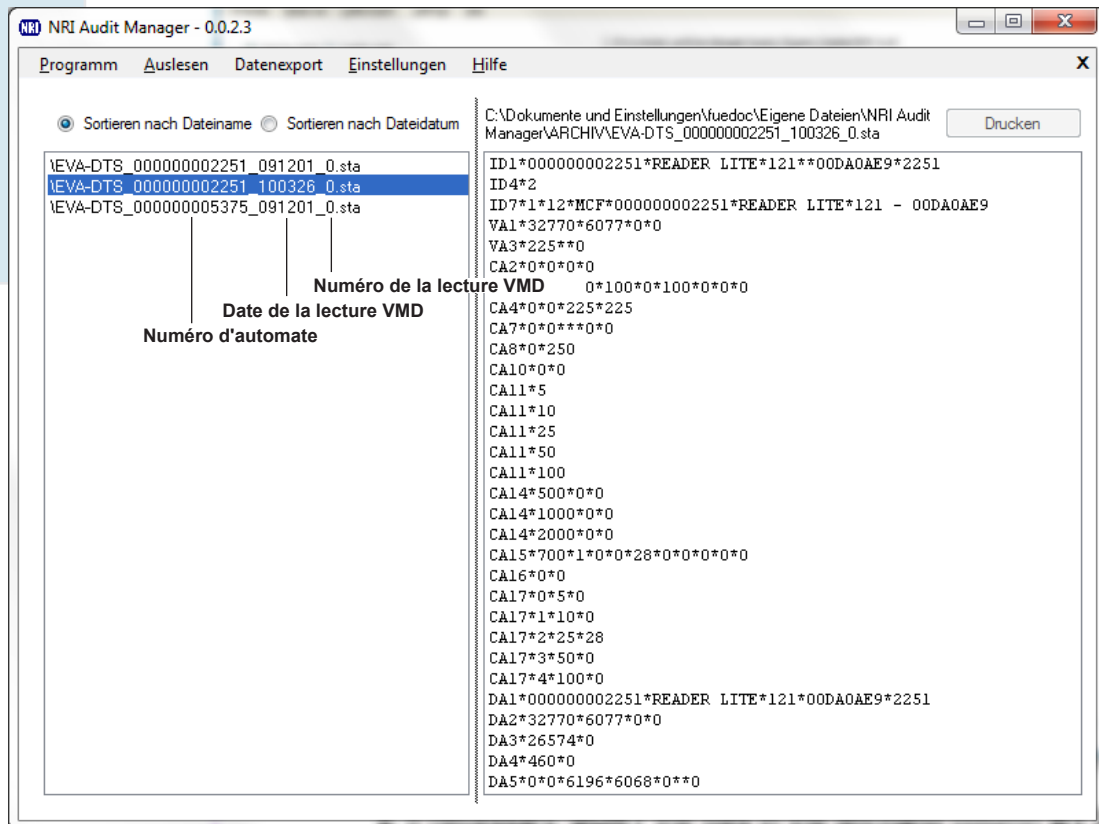 NRI Audit Manager - 0.0.2.3
Programm Auslesen Datenexport Einstellungen Hilfe X
Sortieren nach Dateiname Sortieren nach Dateidatum
\EVA-DTS_000000002251_091201_0.sta
\EVA-DTS_000000002251_100326_0.sta
\EVA-DTS_000000005375_091201_0.sta
Numéro de la lecture VMD
Date de la lecture VMD
Numéro d'automate
C:\Dokumente und Einstellungen\fuedoc\Eigene Dateien\NRI Audit
Manager\ARCHIV\EVA-DTS_000000002251_100326_0.sta
Drucken
ID1*000000002251*READER LITE*121**00DA0AE9*2251
ID4*2
ID7*1*12*MCF*000000002251*READER LITE*121 - 00DA0AE9
VA1*32770*6077*0*0
VA3*225**0
CA2*0*0*0*0
0*100*0*100*0*0*0
CA4*0*0*225*225
CA7*0*0***0*0
CA8*0*250
CA10*0*0
CA11*5
CA11*10
CA11*25
CA11*50
CA11*100
CA14*500*0*0
CA14*1000*0*0
CA14*2000*0*0
CA15*700*1*0*0*28*0*0*0*0*0
CA16*0*0
CA17*0*5*0
CA17*1*10*0
CA17*2*25*28
CA17*3*50*0
CA17*4*100*0
DA1*000000002251*READER LITE*121*00DA0AE9*2251
DA2*32770*6077*0*0
DA3*26574*0
DA4*460*0
DA5*0*0*6196*6068*0**0